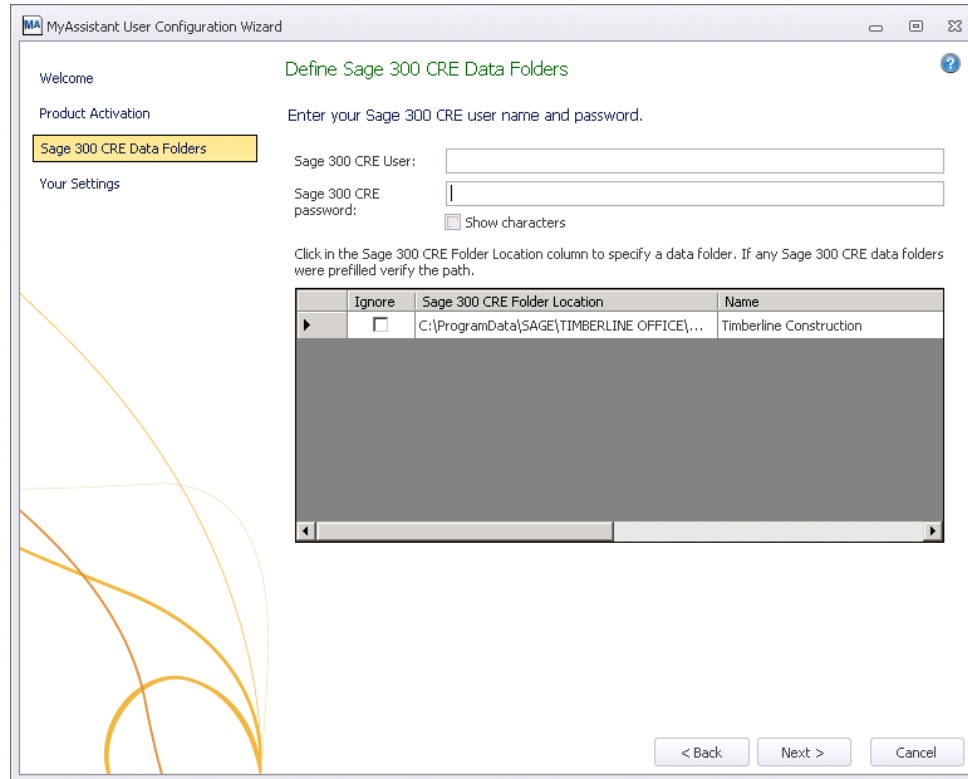 MA MyAssistant User Configuration Wizard
Welcome
Product Activation
Sage 300 CRE Data Folders
Your Settings
Define Sage 300 CRE Data Folders
?
Enter your Sage 300 CRE user name and password.
Sage 300 CRE User:
Sage 300 CRE
password:
Show characters
Click in the Sage 300 CRE Folder Location column to specify a data folder. If any Sage 300 CRE data folders
were prefilled verify the path.
Ignore Sage 300 CRE Folder Location Name
C:\ProgramData\SAGE\TIMBERLINE OFFICE\... Timberline Construction
< Back Next > Cancel